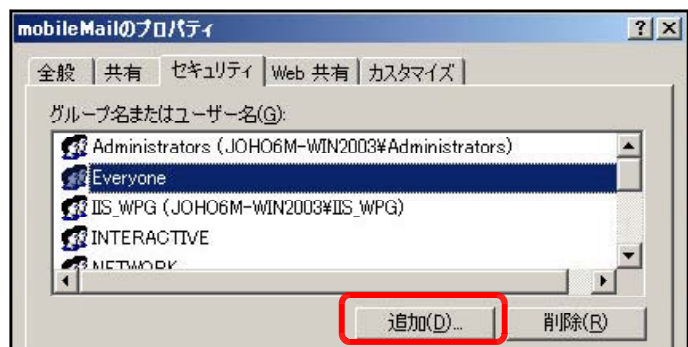 mobileMailのプロパティ
全般 共有 セキュリティ Web 共有 カスタマイズ
グループ名またはユーザー名(G):
Administrators (JOHO6M-WIN2003¥Administrators)
Everyone
IIS_WPG (JOHO6M-WIN2003¥IIS_WPG)
INTERACTIVE
NETWORK
追加(D)... 削除(R)